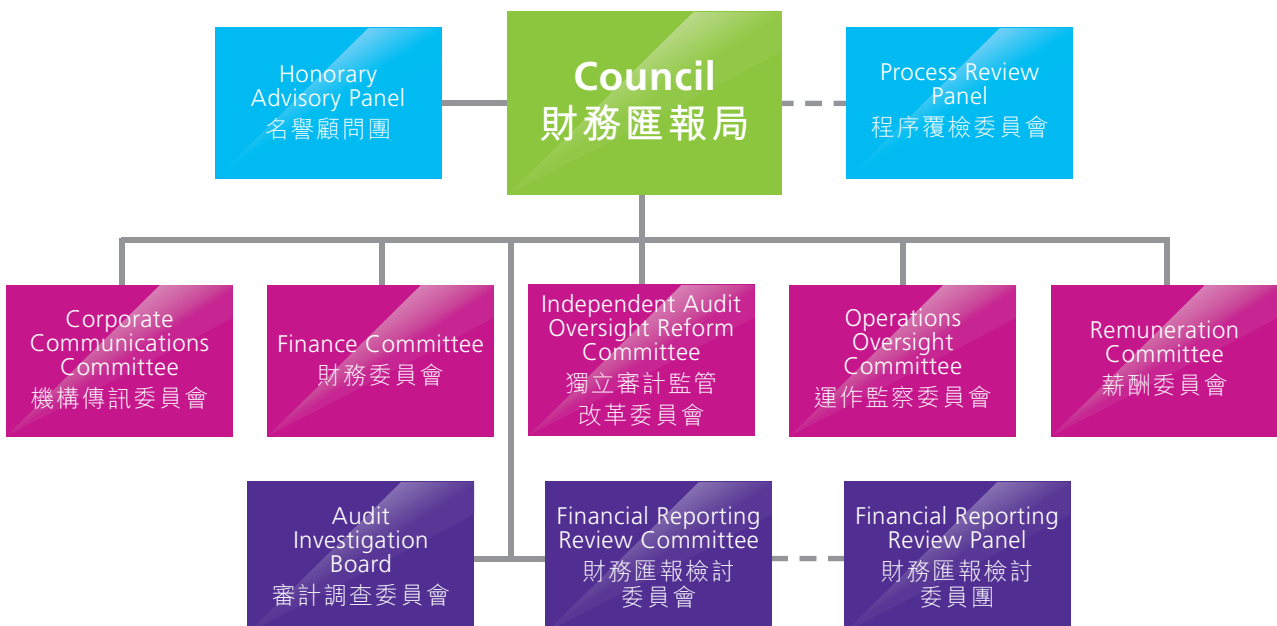 Honorary
Advisory Panel
名譽顧問團
Council
財務匯報局
Process Review
Panel
程序覆檢委員會
Corporate
Communications
Committee
機構傳訊委員會
Finance Committee
財務委員會
Independent Audit
Oversight Reform
Committee
獨立審計監管
改革委員會
Operations
Oversight
Committee
運作監察委員會
Remuneration
Committee
薪酬委員會
Audit
Investigation
Board
審計調查委員會
Financial Reporting
Review Committee
財務匯報檢討
委員會
Financial Reporting
Review Panel
財務匯報檢討
委員團